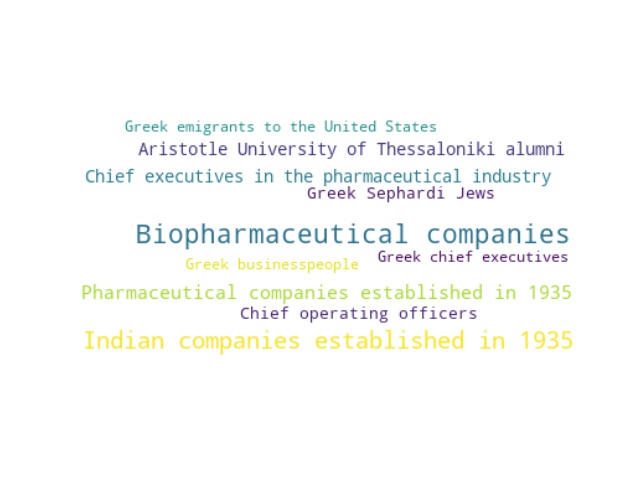 Greek emigrants to the United States
Aristotle University of Thessaloniki alumni
Chief executives in the pharmaceutical industry
Greek Sephardi Jews
Biopharmaceutical companies
Greek chief executives
Greek businesspeople
Pharmaceutical companies established in 1935
Chief operating officers
Indian companies established in 1935